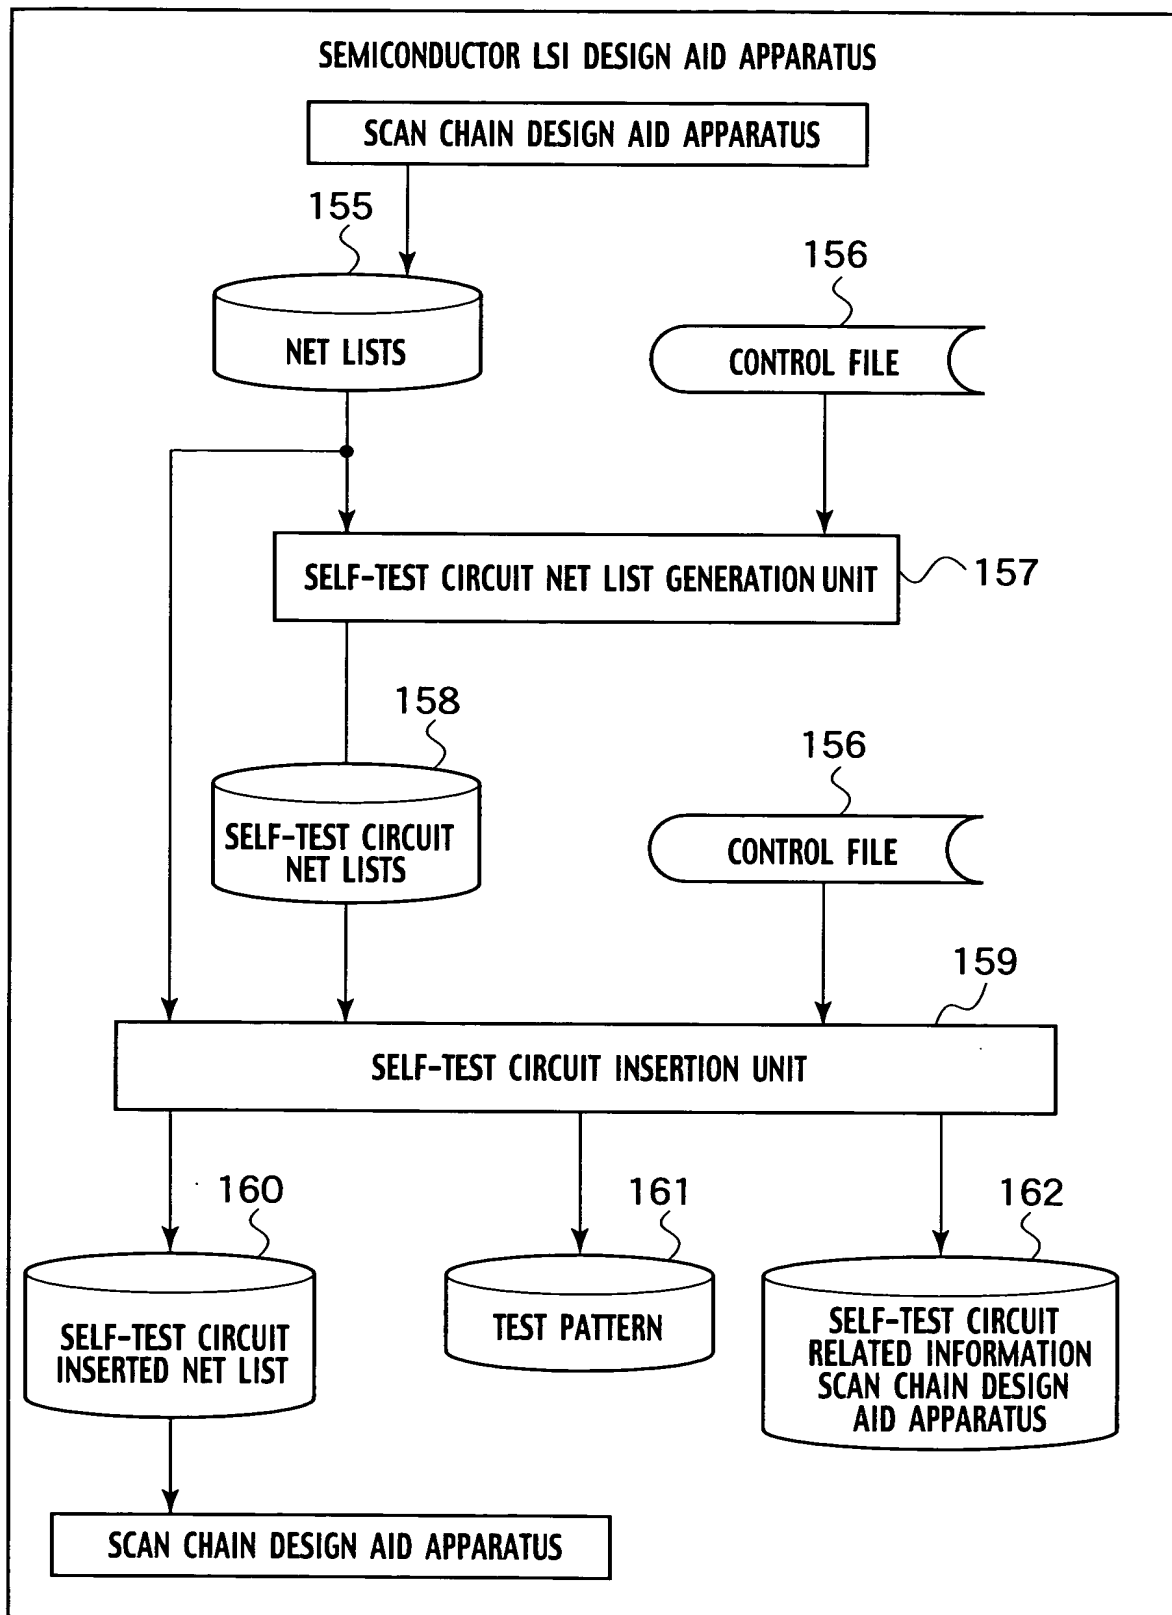 SEMICONDUCTOR LSI DESIGN AID APPARATUS
SCAN CHAIN DESIGN AID APPARATUS
155
156
NET LISTS
CONTROL FILE
SELF-TEST CIRCUIT NET LIST GENERATION UNIT
157
158
156
SELF-TEST CIRCUIT
NET LISTS
CONTROL FILE
159
SELF-TEST CIRCUIT INSERTION UNIT
160
161
162
SELF-TEST CIRCUIT
INSERTED NET LIST
TEST PATTERN
SELF-TEST CIRCUIT
RELATED INFORMATION
SCAN CHAIN DESIGN
AID APPARATUS
SCAN CHAIN DESIGN AID APPARATUS